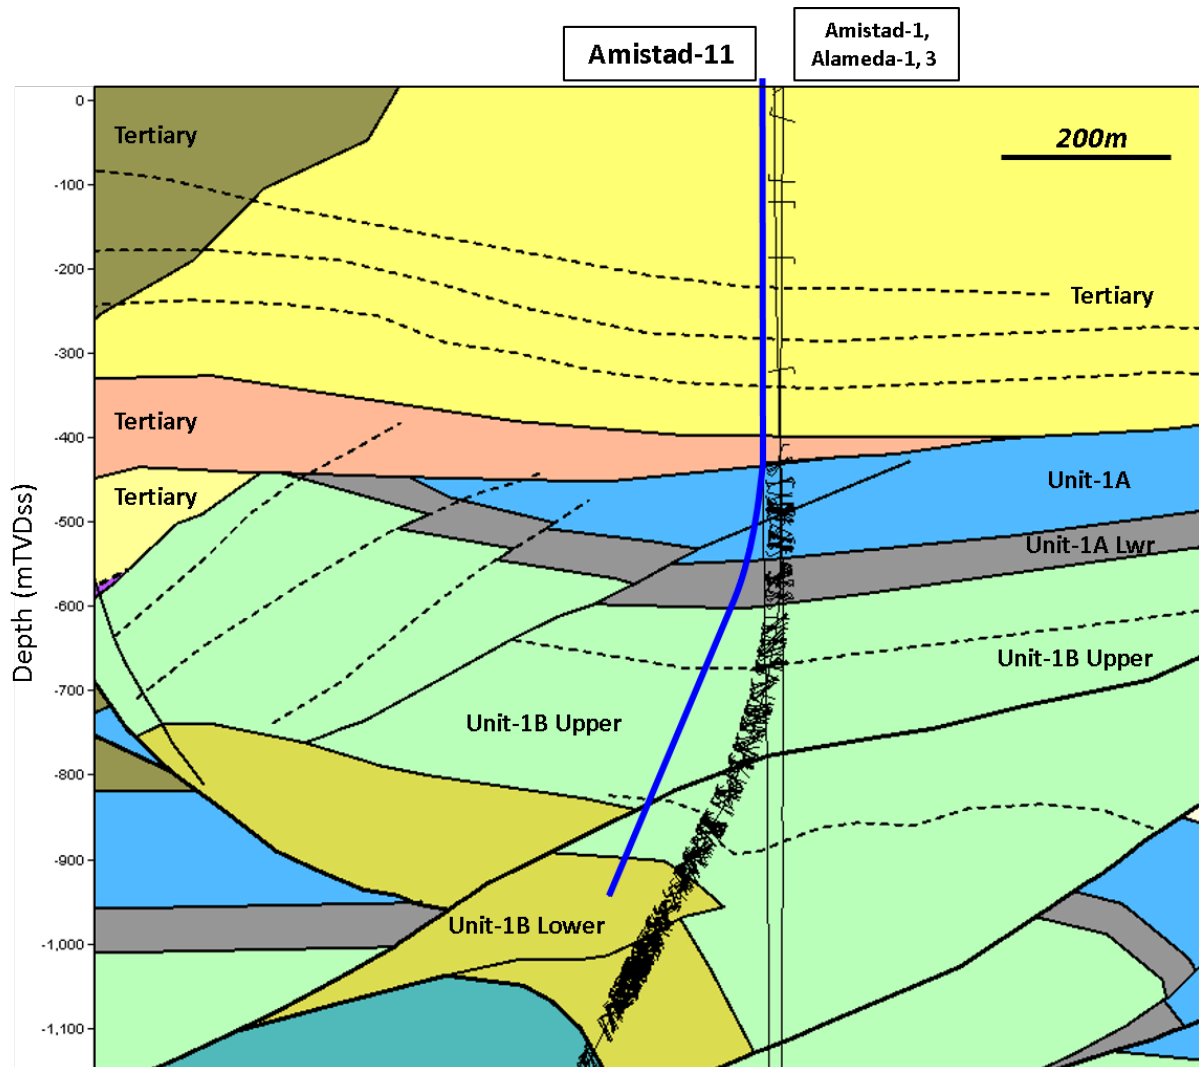 Amistad-11
Amistad-1,
Alameda-1, 3
0
Tertiary
200m
-100
-200
Tertiary
-300
Tertiary
-400
Unit-1A
Tertiary
-500
Unit-1A Lwr
-600
Unit-1B Upper
-700
Unit-1B Upper
-800
-900
Unit-1B Lower
-1,000
-1,100
Depth (mTVDss)